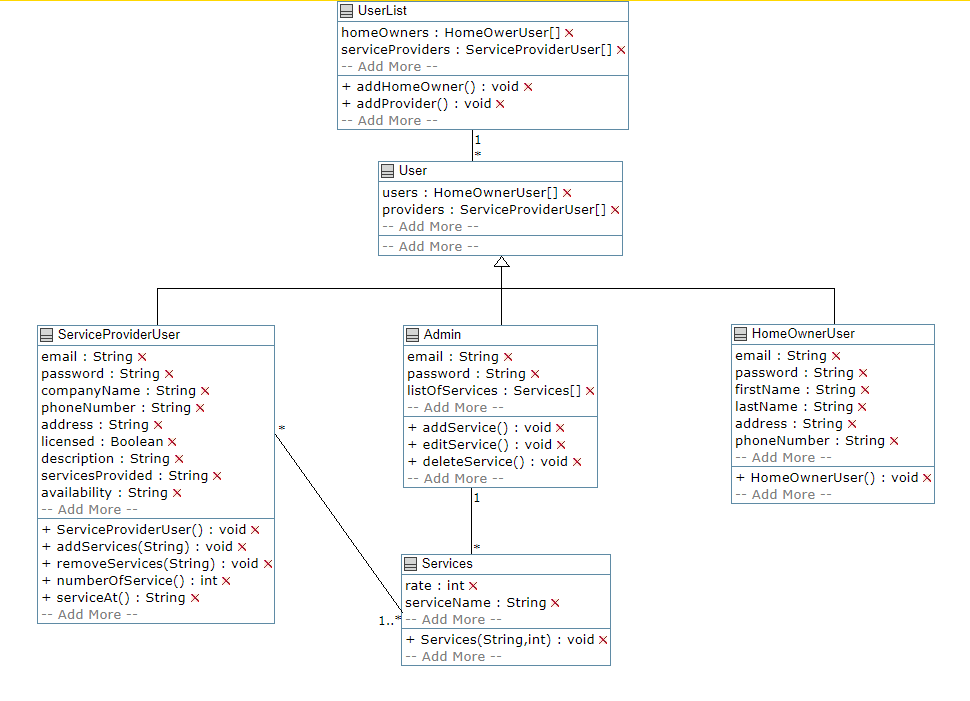 UserList
homeOwners : HomeOwerUser[] ×
serviceProviders : ServiceProviderUser[] ×
-- Add More --
+ addHomeOwner() : void ×
+ addProvider() : void ×
-- Add More --
1
*
User
users : HomeOwnerUser[] ×
providers : ServiceProviderUser[] ×
-- Add More --
-- Add More --
ServiceProviderUser
email : String ×
password : String ×
companyName : String ×
phoneNumber : String ×
address : String ×
licensed : Boolean ×
description : String ×
servicesProvided : String ×
availability : String ×
-- Add More --
+ ServiceProviderUser() : void ×
+ addServices(String) : void ×
+ removeServices(String) : void ×
+ numberOfService() : int ×
+ serviceAt() : String ×
-- Add More --
*
1..*
Admin
email : String ×
password : String ×
listOfServices : Services[] ×
-- Add More --
+ addService() : void ×
+ editService() : void ×
+ deleteService() : void ×
-- Add More --
1
*
Services
rate : int ×
serviceName : String ×
-- Add More --
+ Services(String,int) : void ×
-- Add More --
HomeOwnerUser
email : String ×
password : String ×
firstName : String ×
lastName : String ×
address : String ×
phoneNumber : String ×
-- Add More --
+ HomeOwnerUser() : void ×
-- Add More --